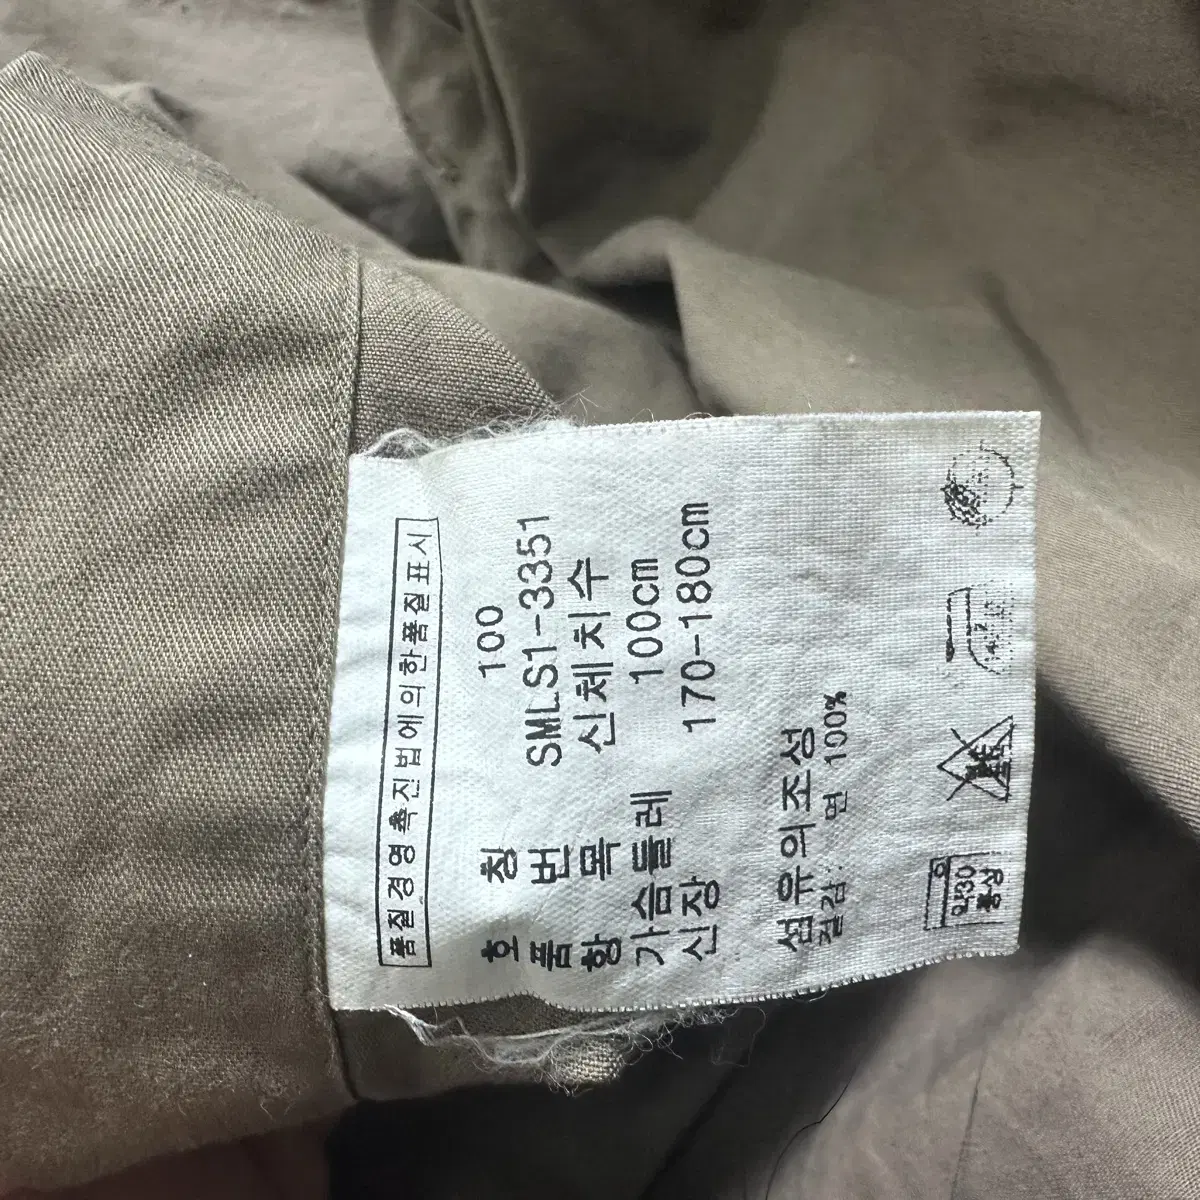 품질경영촉진법에의한품질표시
호 칭 100
품 번 SMLS1-3351
항 목 신체치수
가슴둘레 100cm
신장 170-180cm
섬유의조성
겉감: 면 100%
약30
중성